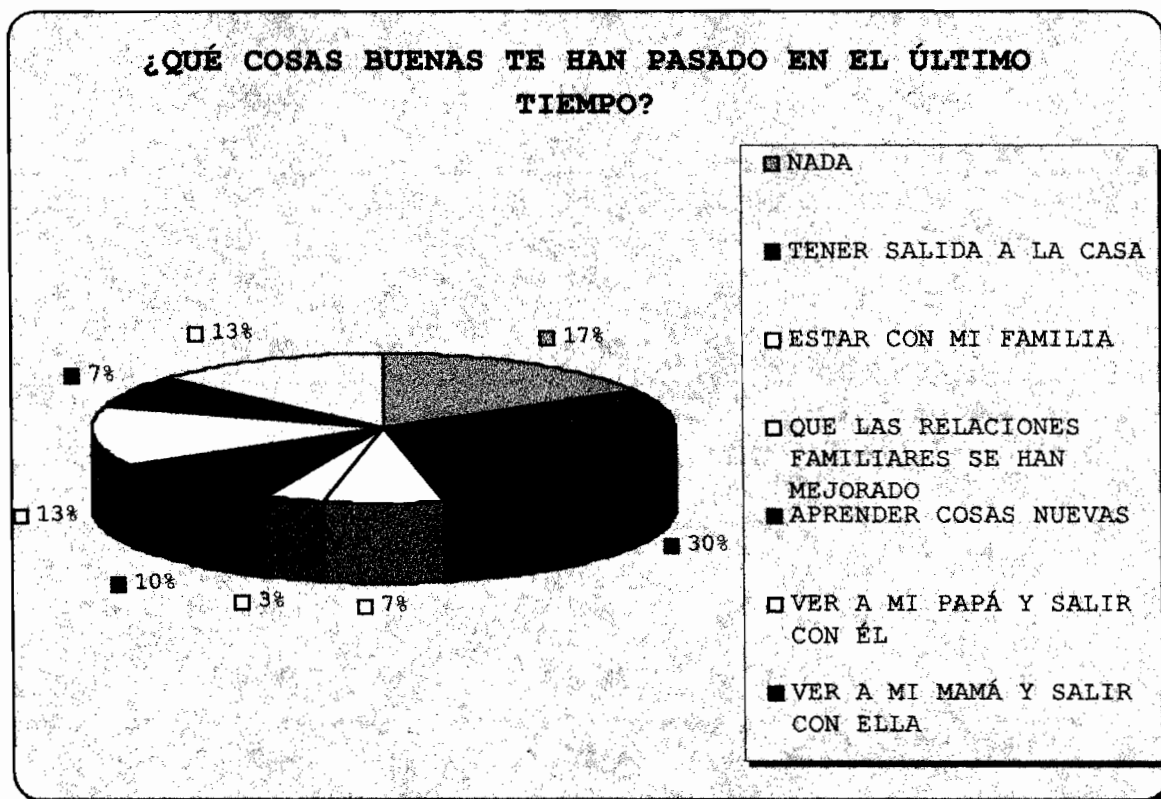 ¿QUÉ COSAS BUENAS TE HAN PASADO EN EL ÚLTIMO
TIEMPO?
NADA
TENER SALIDA A LA CASA
ESTAR CON MI FAMILIA
QUE LAS RELACIONES
FAMILIARES SE HAN
MEJORADO
APRENDER COSAS NUEVAS
VER A MI PAPÁ Y SALIR
CON ÉL
VER A MI MAMÁ Y SALIR
CON ELLA
13%
17%
7%
13%
30%
10%
3%
7%